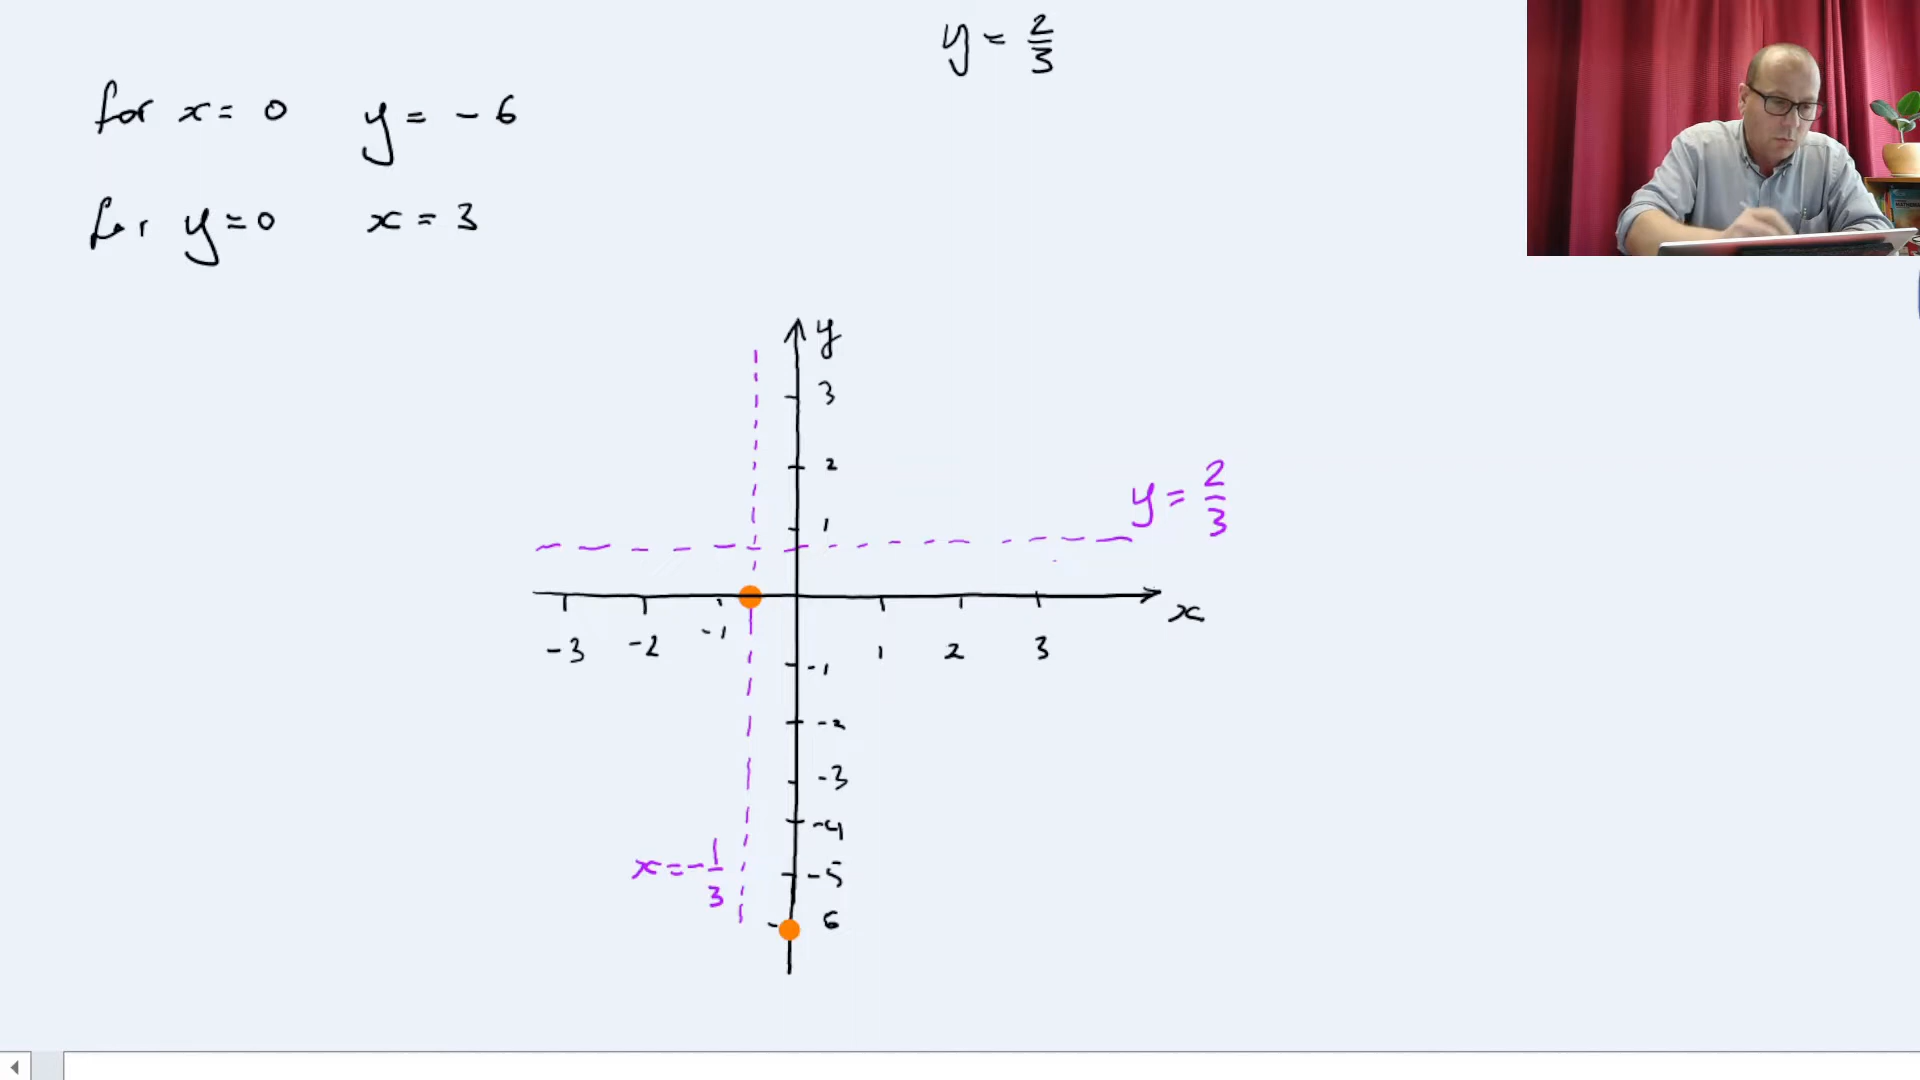 y = 2/3
for x = 0 y = - 6
for y = 0 x = 3
y
3
2
y = 2/3
1
x
-3 -2 -1 1 2 3
-1
-2
-3
-4
x = -1/3
-5
- 6